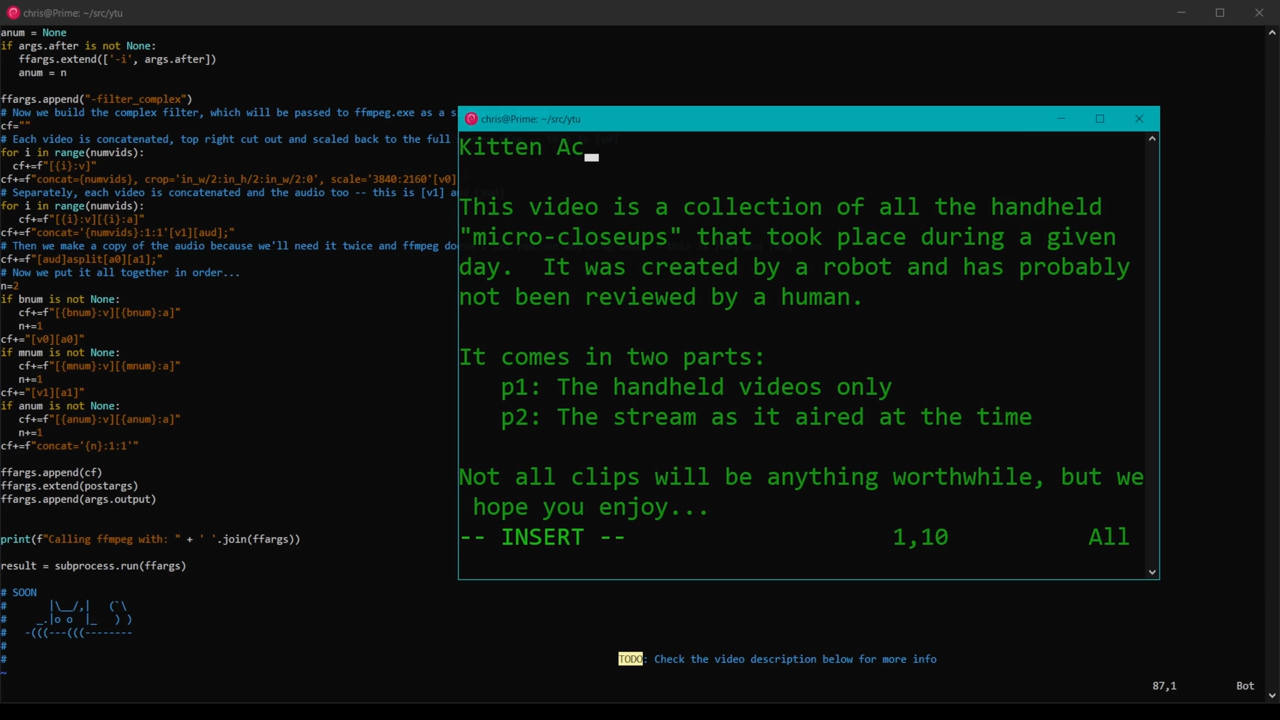 chris@Prime: ~/src/ytu
anum = None
if args.after is not None:
   ffargs.extend(['-i', args.after])
   anum = n
ffargs.append("-filter_complex")
# Now we build the complex filter, which will be passed to ffmpeg.exe as a s
cf=""
# Each video is concatenated, top right cut out and scaled back to the full
for i in range(numvids):
  cf+=f"[{i}:v]"
cf+=f"concat={numvids}, crop='in_w/2:in_h/2:in_w/2:0', scale='3840:2160'[v0]
# Separately, each video is concatenated and the audio too -- this is [v1] a
for i in range(numvids):
   cf+=f"[{i}:v][{i}:a]"
cf+=f"concat='{numvids}:1:1'[v1][aud];"
# Then we make a copy of the audio because we'll need it twice and ffmpeg do
cf+="[aud]asplit[a0][a1];"
# Now we put it all together in order...
n=2
if bnum is not None:
   cf+=f"[{bnum}:v][{bnum}:a]"
   n+=1
cf+="[v0][a0]"
if mnum is not None:
   cf+=f"[{mnum}:v][{mnum}:a]"
   n+=1
cf+="[v1][a1]"
if anum is not None:
   cf+=f"[{anum}:v][{anum}:a]"
   n+=1
cf+=f"concat='{n}:1:1'"
ffargs.append(cf)
ffargs.extend(postargs)
ffargs.append(args.output)
print(f"Calling ffmpeg with: " + ' '.join(ffargs))
result = subprocess.run(ffargs)
# SOON
#       |\__/,|   (`\
#    _.|o o  |_   ) )
#   -(((---(((--------
#
#
~
chris@Prime: ~/src/ytu
Kitten Ac
This video is a collection of all the handheld
"micro-closeups" that took place during a given
day.  It was created by a robot and has probably
not been reviewed by a human.
It comes in two parts:
   p1: The handheld videos only
   p2: The stream as it aired at the time
Not all clips will be anything worthwhile, but we
 hope you enjoy...
-- INSERT -- 1,10 All
TODO: Check the video description below for more info
87,1 Bot